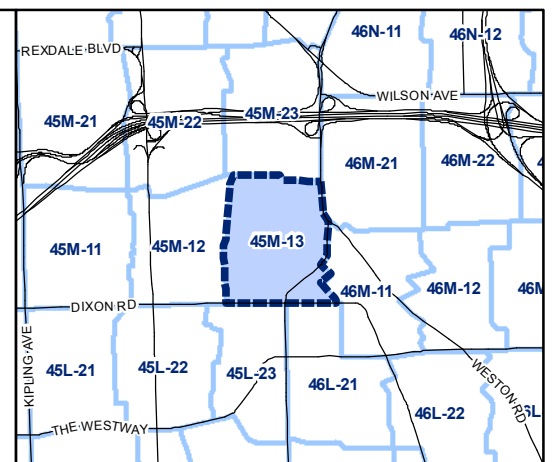 46N-11
46N-12
REXDALE BLVD
WILSON AVE
45M-21
45M-22
45M-23
46M-21
46M-22
4
45M-11
45M-12
45M-13
46M-11
46M-12
46M
DIXON RD
KIPLING AVE
45L-21
45L-22
45L-23
46L-21
46L-22
WESTON RD
6L
THE WESTWAY